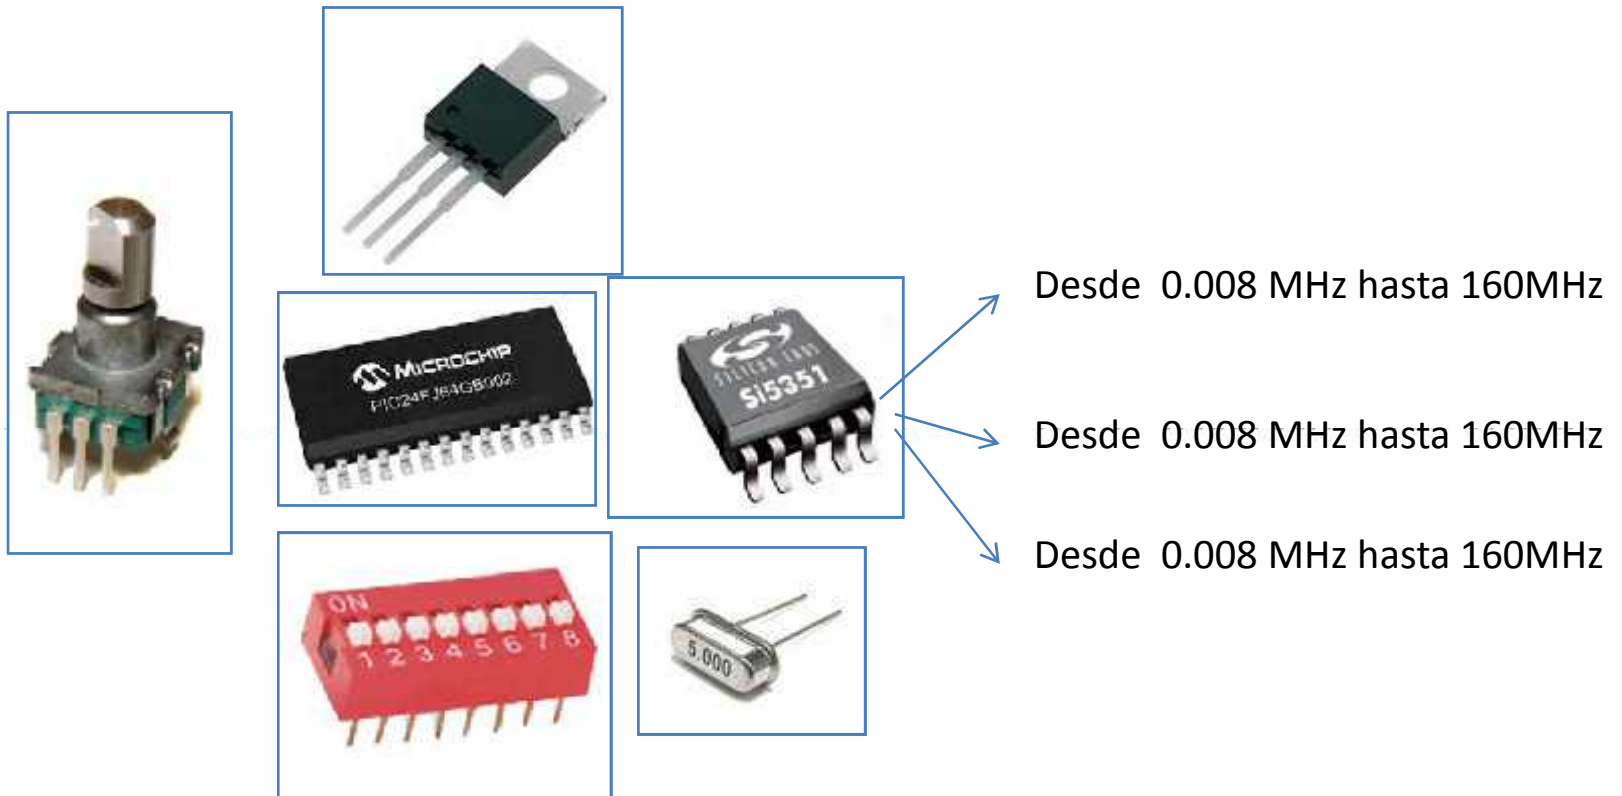 MICROCHIP
PIC24FJ64GB002
SILICON LABS
Si5351
Desde 0.008 MHz hasta 160MHz
Desde 0.008 MHz hasta 160MHz
Desde 0.008 MHz hasta 160MHz
ON
1 2 3 4 5 6 7 8
5.000